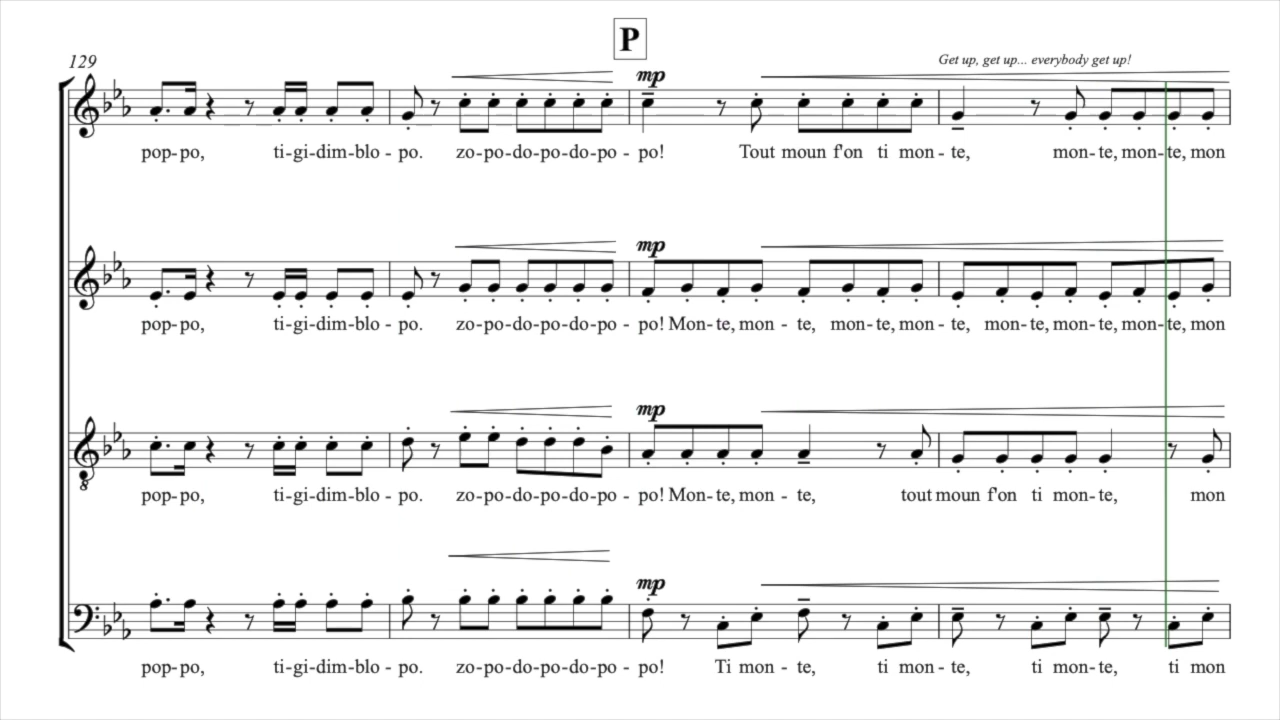 P
129
Get up, get up... everybody get up!
mp
pop-po, ti-gi-dim-blo-po. zo-po-do-po-do-po-po! Tout moun f'on ti mon-te, mon-te, mon-te, mon
mp
pop-po, ti-gi-dim-blo-po. zo-po-do-po-do-po-po! Mon-te, mon-te, mon-te, mon-te, mon-te, mon-te, mon-te, mon
mp
8
pop-po, ti-gi-dim-blo-po. zo-po-do-po-do-po-po! Mon-te, mon-te, tout moun f'on ti mon-te, mon
mp
pop-po, ti-gi-dim-blo-po. zo-po-do-po-do-po-po! Ti mon-te, ti mon-te, ti mon-te, ti mon